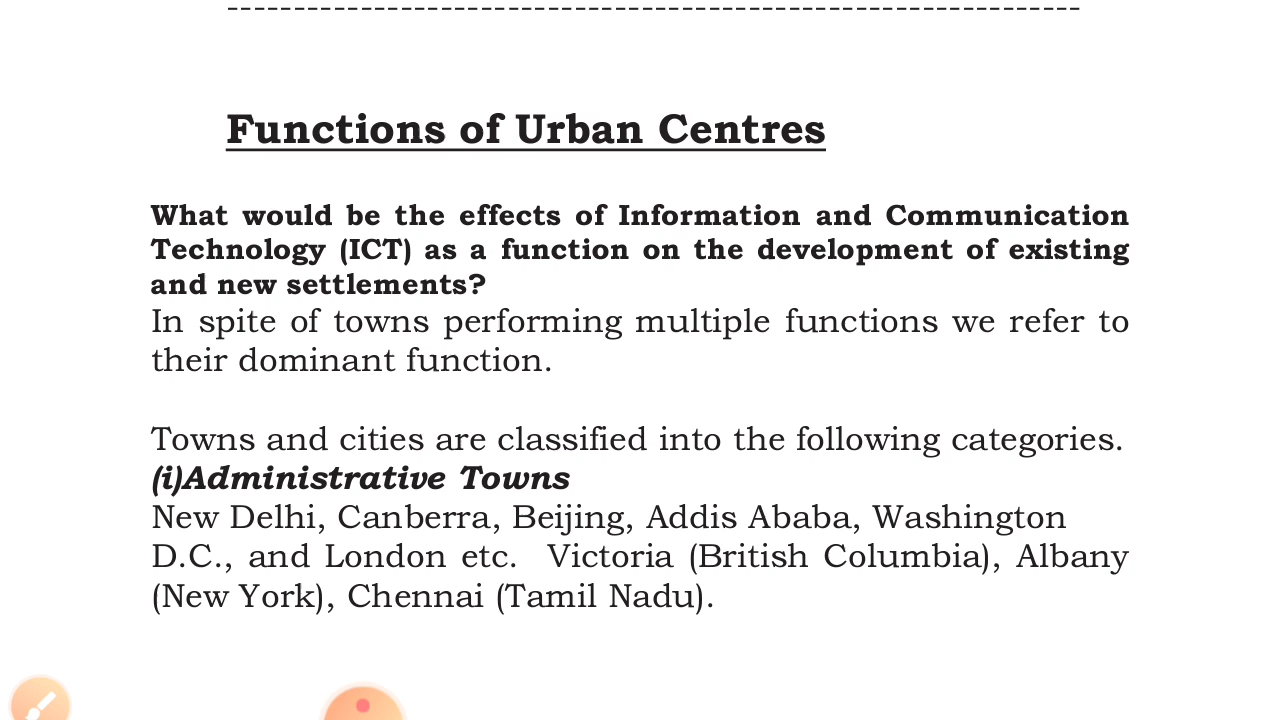 Functions of Urban Centres
What would be the effects of Information and Communication
Technology (ICT) as a function on the development of existing
and new settlements?
In spite of towns performing multiple functions we refer to
their dominant function.
Towns and cities are classified into the following categories.
(i)Administrative Towns
New Delhi, Canberra, Beijing, Addis Ababa, Washington
D.C., and London etc.  Victoria (British Columbia), Albany
(New York), Chennai (Tamil Nadu).